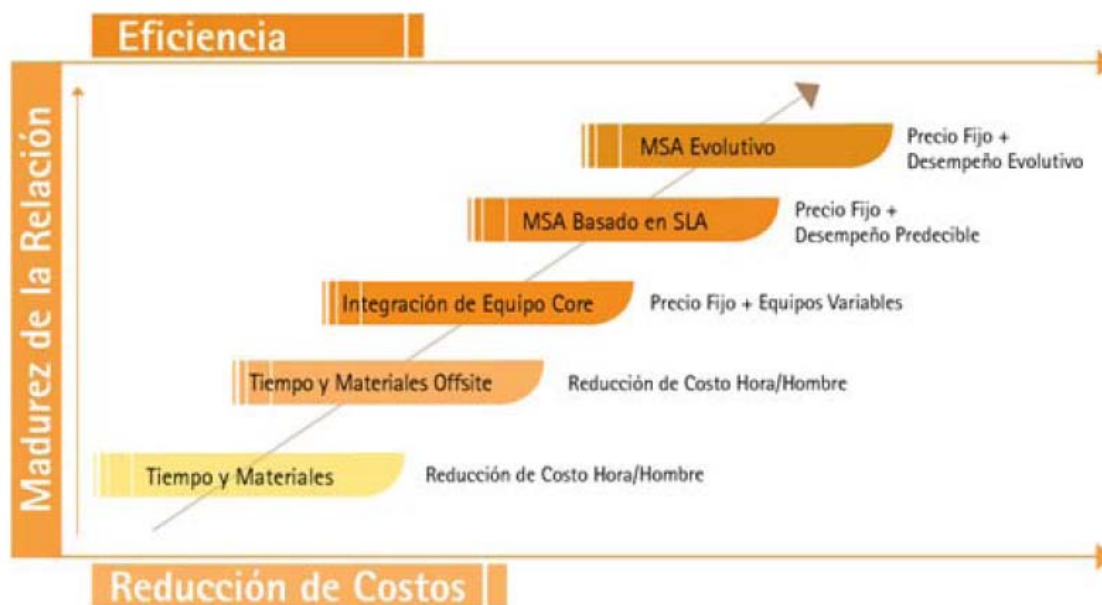 Eficiencia
Madurez de la Relación
MSA Evolutivo
Precio Fijo +
Desempeño Evolutivo
MSA Basado en SLA
Precio Fijo +
Desempeño Predecible
Integración de Equipo Core
Precio Fijo + Equipos Variables
Tiempo y Materiales Offsite
Reducción de Costo Hora/Hombre
Tiempo y Materiales
Reducción de Costo Hora/Hombre
Reducción de Costos